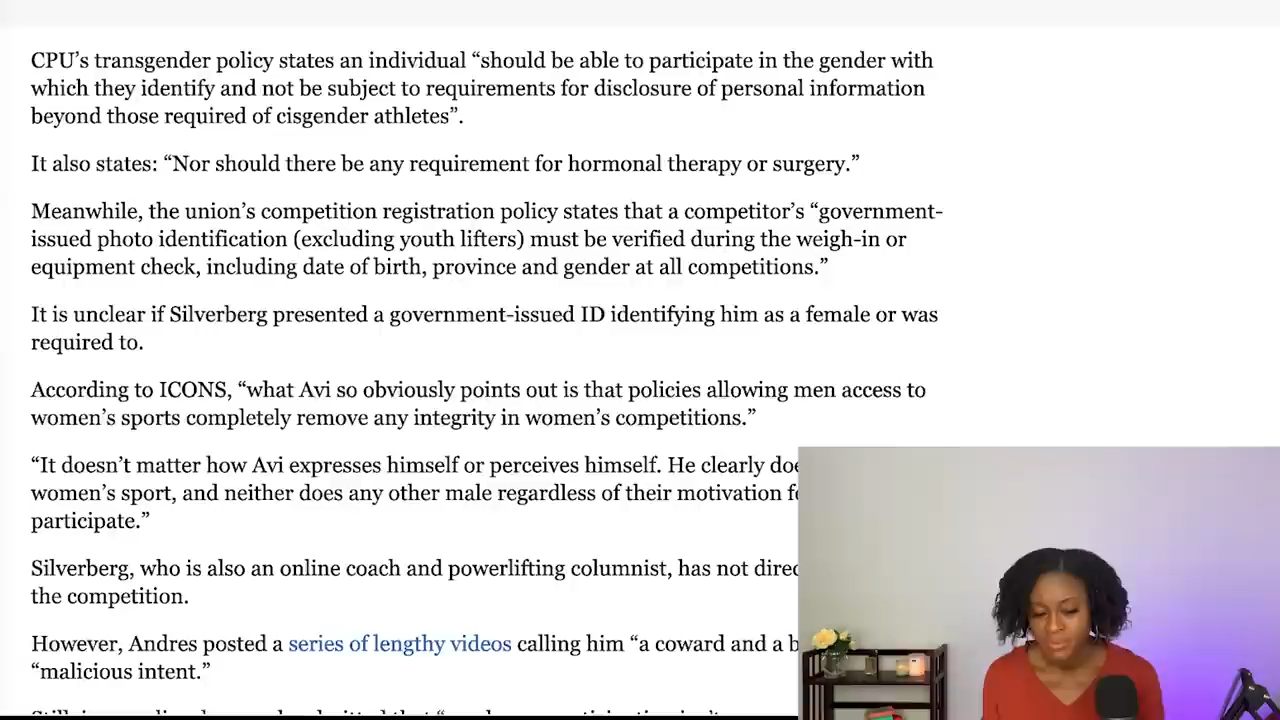 CPU’s transgender policy states an individual “should be able to participate in the gender with
which they identify and not be subject to requirements for disclosure of personal information
beyond those required of cisgender athletes”.
It also states: “Nor should there be any requirement for hormonal therapy or surgery.”
Meanwhile, the union’s competition registration policy states that a competitor’s “government-
issued photo identification (excluding youth lifters) must be verified during the weigh-in or
equipment check, including date of birth, province and gender at all competitions.”
It is unclear if Silverberg presented a government-issued ID identifying him as a female or was
required to.
According to ICONS, “what Avi so obviously points out is that policies allowing men access to
women’s sports completely remove any integrity in women’s competitions.”
“It doesn’t matter how Avi expresses himself or perceives himself. He clearly
women’s sport, and neither does any other male regardless of their motivation
participate.”
Silverberg, who is also an online coach and powerlifting columnist, has not
the competition.
However, Andres posted a series of lengthy videos calling him “a coward and a
“malicious intent.”